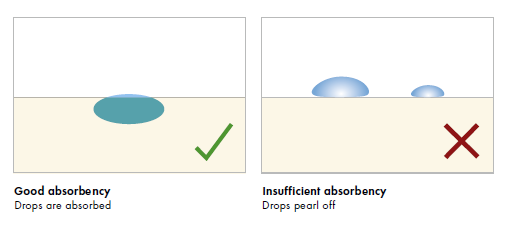 Good absorbency
Drops are absorbed
Insufficient absorbency
Drops pearl off